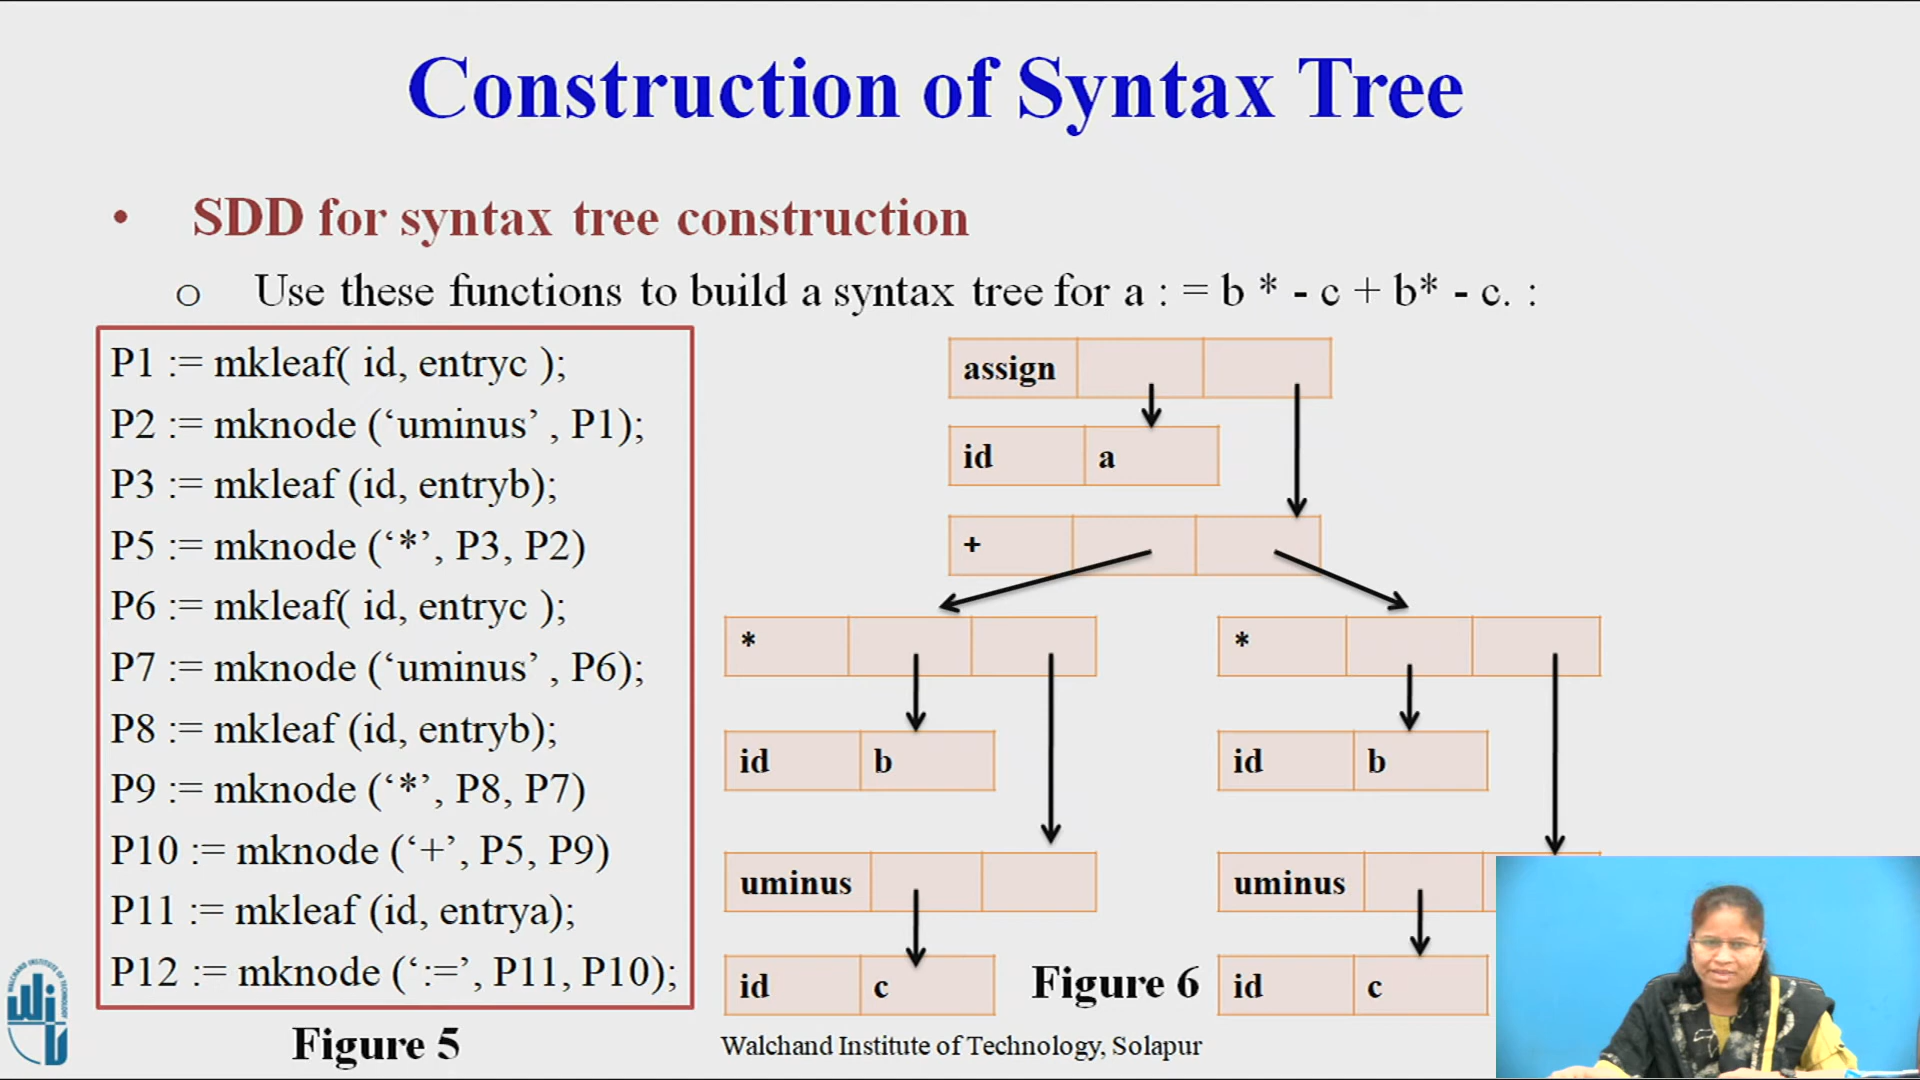 Construction of Syntax Tree
• SDD for syntax tree construction
o Use these functions to build a syntax tree for a : = b * - c + b* - c. :
P1 := mkleaf( id, entryc );
P2 := mknode (‘uminus’ , P1);
P3 := mkleaf (id, entryb);
P5 := mknode (‘*’, P3, P2)
P6 := mkleaf( id, entryc );
P7 := mknode (‘uminus’ , P6);
P8 := mkleaf (id, entryb);
P9 := mknode (‘*’, P8, P7)
P10 := mknode (‘+’, P5, P9)
P11 := mkleaf (id, entrya);
P12 := mknode (‘:=’, P11, P10);
Figure 5
assign
id a
+
* *
id b id b
uminus uminus
id c Figure 6 id c
WALCHAND INSTITUTE OF TECHNOLOGY
Walchand Institute of Technology, Solapur